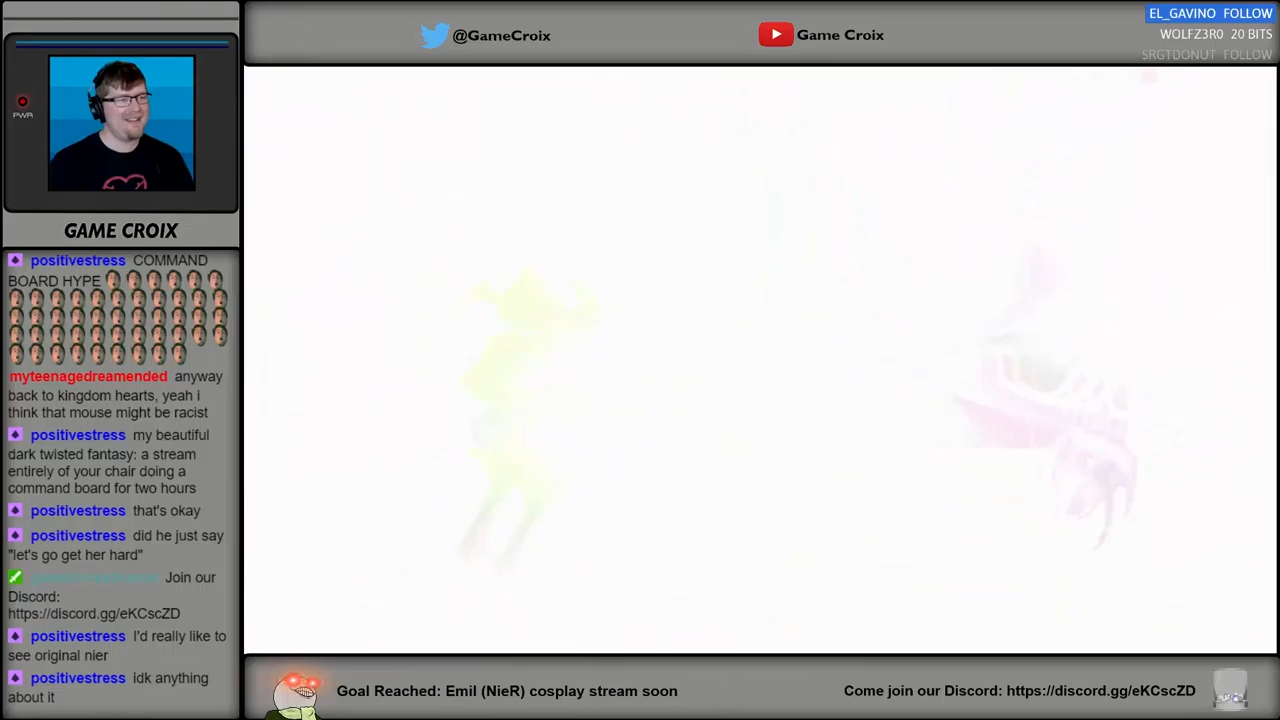 EL_GAVINO FOLLOW
@GameCroix
Game Croix
WOLFZ3R0 20 BITS
SRGTDONUT FOLLOW
PWR
GAME CROIX
positivestress COMMAND
BOARD HYPE
myteenagedreamended anyway
back to kingdom hearts, yeah i
think that mouse might be racist
positivestress my beautiful
dark twisted fantasy: a stream
entirely of your chair doing a
command board for two hours
positivestress that's okay
positivestress did he just say
"let's go get her hard"
Join our
Discord:
https://discord.gg/eKCscZD
positivestress I'd really like to
see original nier
positivestress idk anything
about it
Goal Reached: Emil (NieR) cosplay stream soon
Come join our Discord: https://discord.gg/eKCscZD